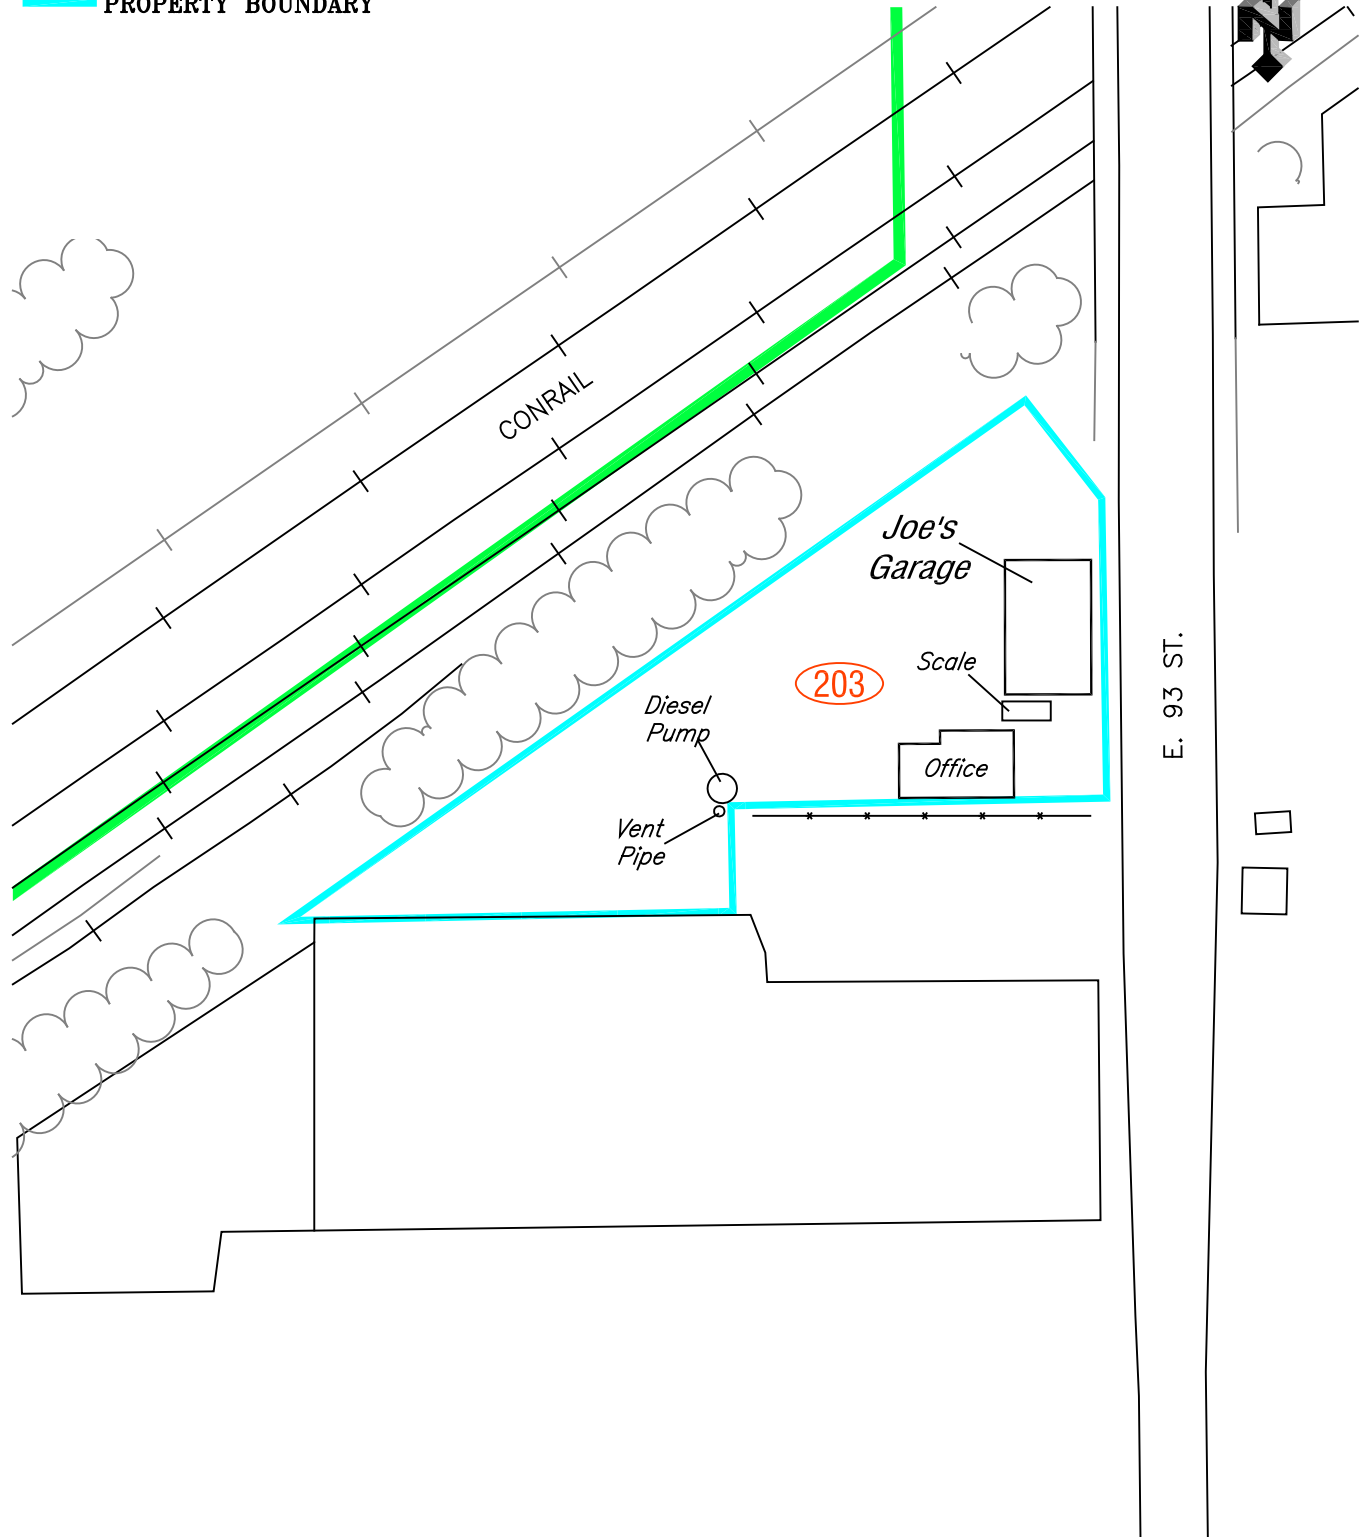 PROPERTY BOUNDARY
N
CONRAIL
Joe's
Garage
Scale
203
Diesel
Pump
E. 93 ST.
Office
Vent
Pipe